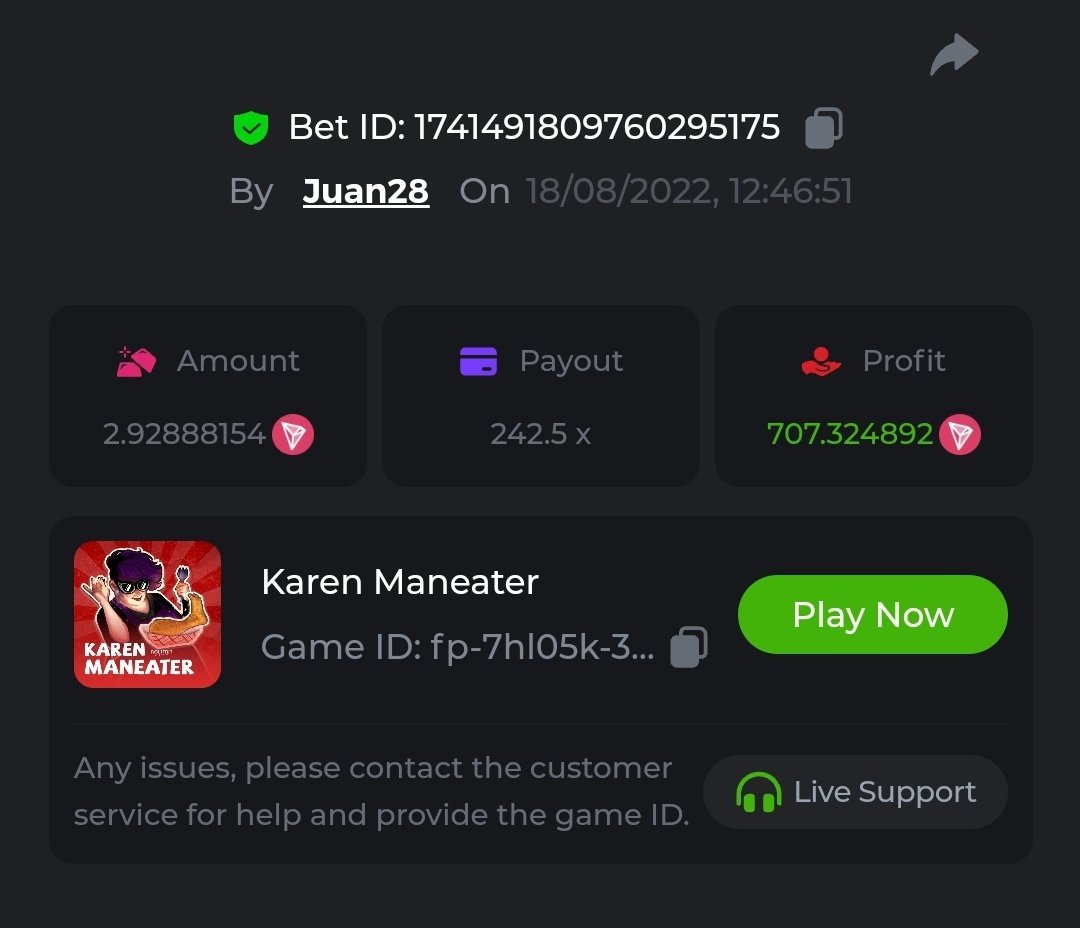 Bet ID: 1741491809760295175
By Juan28 On 18/08/2022, 12:46:51
Amount
Payout
Profit
2.92888154
242.5 x
707.324892
KAREN
MANEATER
Karen Maneater
Game ID: fp-7hl05k-3...
Play Now
Any issues, please contact the customer
service for help and provide the game ID.
Live Support